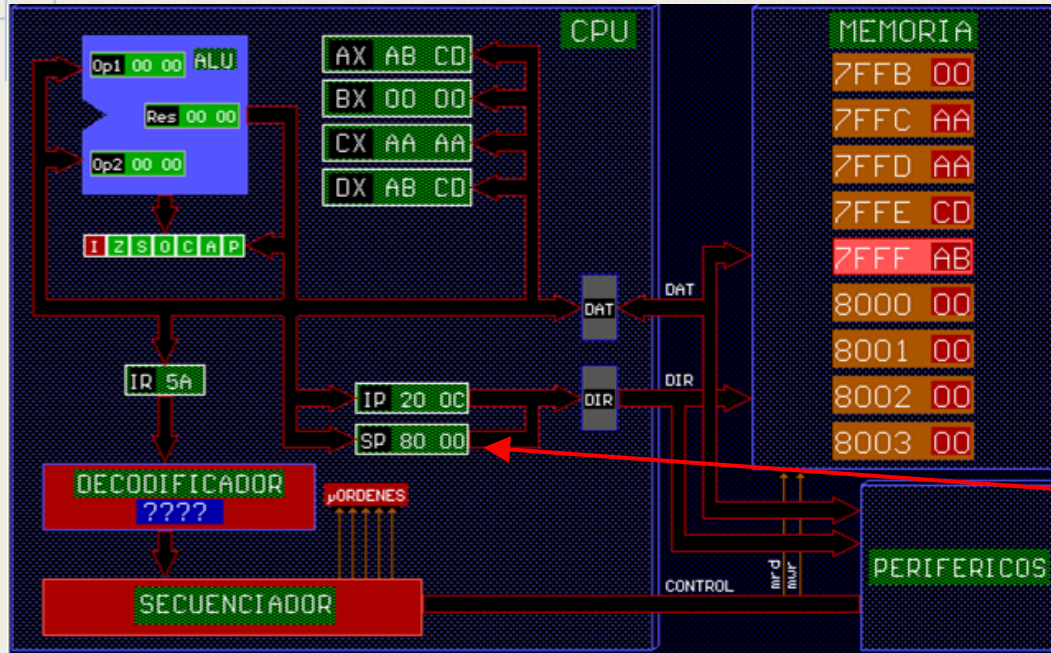 CPU
ALU
Op1 00 00
Res 00 00
Op2 00 00
I Z S O C A P
AX AB CD
BX 00 00
CX AA AA
DX AB CD
DAT
DAT
DIR
DIR
IR 5A
IP 20 0C
SP 80 00
DECODIFICADOR
????
µORDENES
SECUENCIADOR
CONTROL
mrd
mwr
MEMORIA
7FFB 00
7FFC AA
7FFD AA
7FFE CD
7FFF AB
8000 00
8001 00
8002 00
8003 00
PERIFERICOS